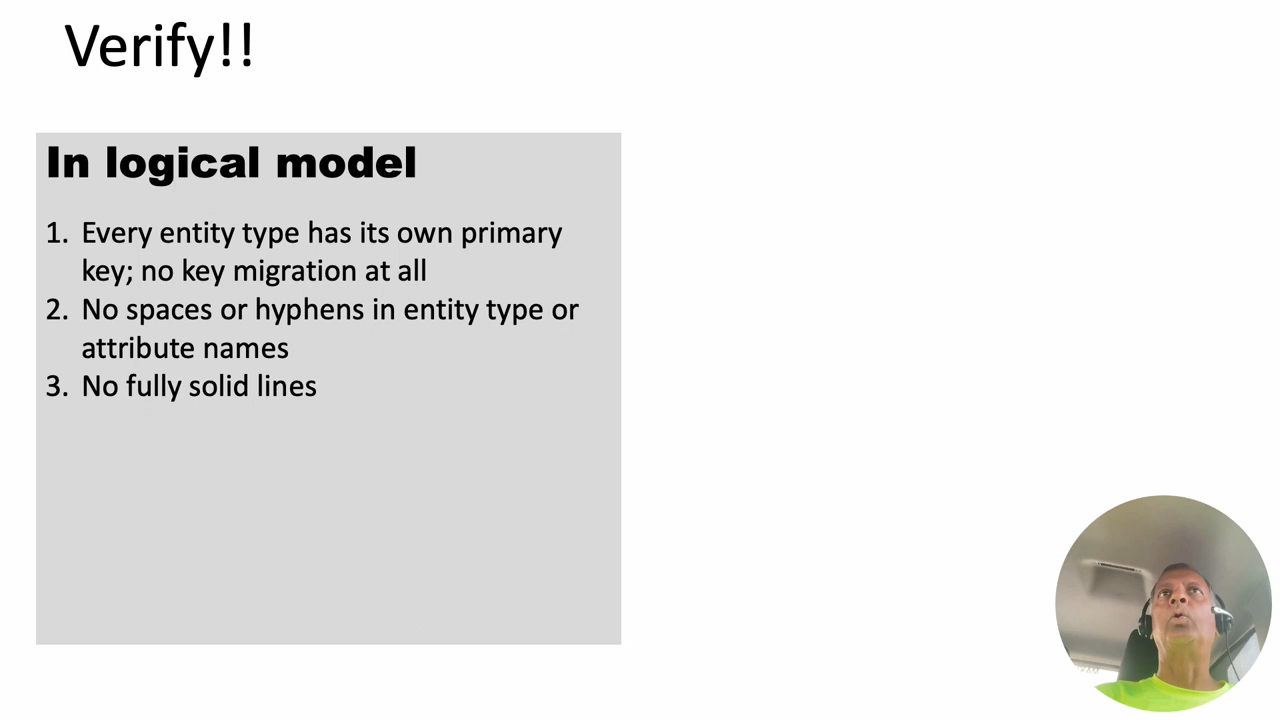 Verify!!
In logical model
1. Every entity type has its own primary
key; no key migration at all
2. No spaces or hyphens in entity type or
attribute names
3. No fully solid lines